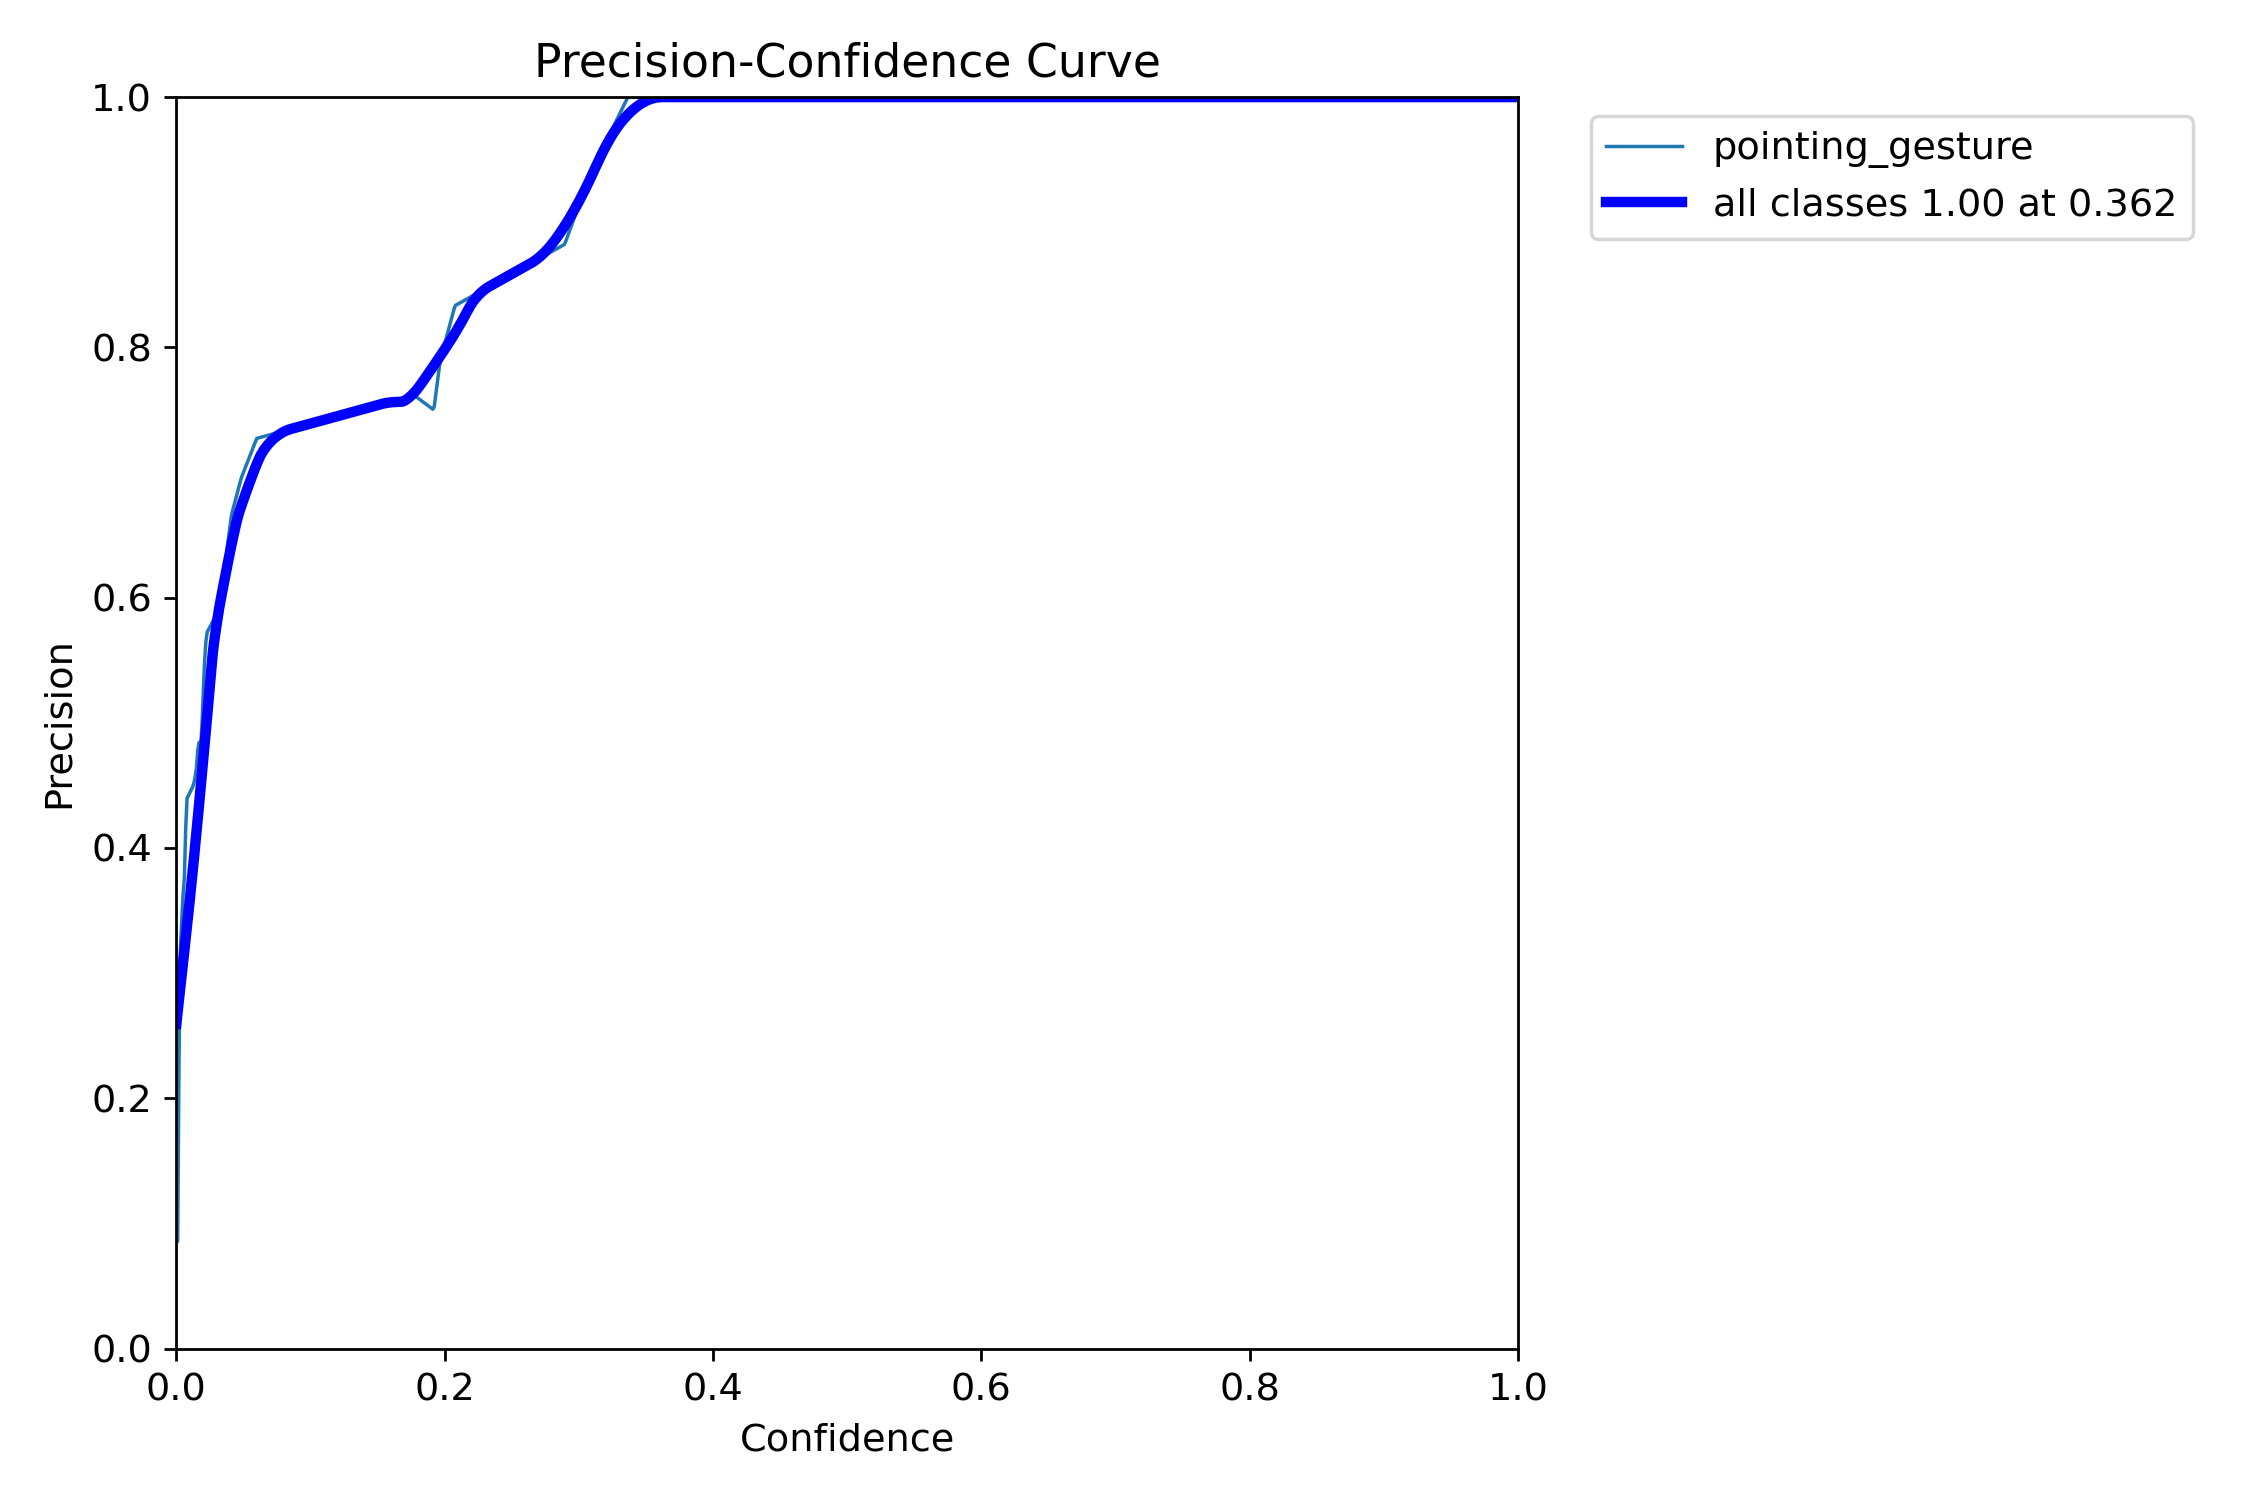 Precision-Confidence Curve
1.0
0.8
0.6
0.4
0.2
0.0
Precision
0.0 0.2 0.4 0.6 0.8 1.0
Confidence
pointing_gesture
all classes 1.00 at 0.362